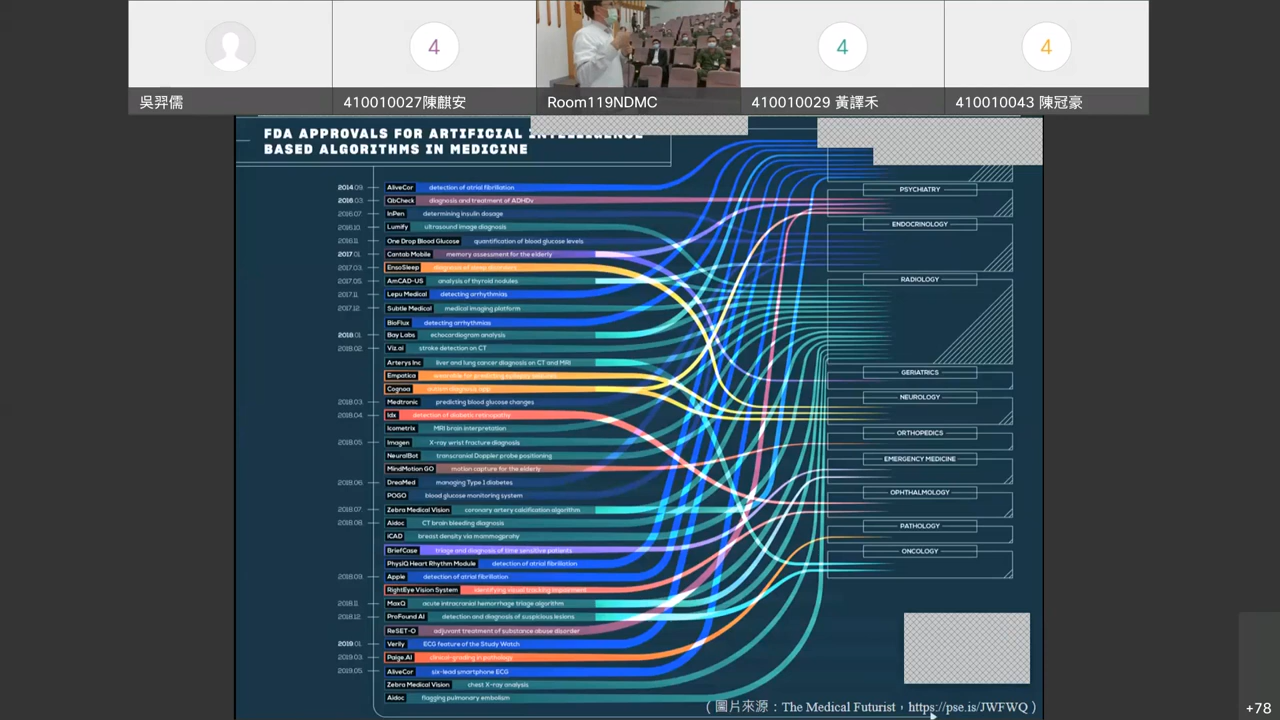 吳羿儒
4
410010027陳麒安
Room119NDMC
4
410010029 黃譯禾
4
410010043 陳冠豪
FDA APPROVALS FOR ARTIFICIAL INTELLIGENCE
BASED ALGORITHMS IN MEDICINE
2014.09 AliveCor detection of atrial fibrillation
2016.03 QbCheck diagnosis and treatment of ADHDv
2016.07 InPen determining insulin dosage
2016.10 Lumify ultrasound image diagnosis
2016.11 One Drop Blood Glucose quantification of blood glucose levels
2017.01 Cantab Mobile memory assessment for the elderly
2017.03 EnsoSleep diagnosis of sleep disorders
2017.05 AmCAD-US analysis of thyroid nodules
2017.11 Lepu Medical detecting arrhythmias
2017.12 Subtle Medical medical imaging platform
BioFlux detecting arrhythmias
2018.01 Bay Labs echocardiogram analysis
2018.02 Viz.ai stroke detection on CT
Arterys Inc liver and lung cancer diagnosis on CT and MRI
Empatica wearable for predicting epilepsy seizures
Cognoa autism diagnosis app
2018.03 Medtronic predicting blood glucose changes
2018.04 Idx detection of diabetic retinopathy
Icometrix MRI brain interpretation
2018.05 Imagen X-ray wrist fracture diagnosis
NeuralBot transcranial Doppler probe positioning
MindMotion GO motion capture for the elderly
2018.06 DreaMed managing Type 1 diabetes
POGO blood glucose monitoring system
2018.07 Zebra Medical Vision coronary artery calcification algorithm
2018.08 Aidoc CT brain bleeding diagnosis
iCAD breast density via mammogprahy
BriefCase triage and diagnosis of time sensitive patients
PhysiQ Heart Rhythm Module detection of atrial fibrillation
2018.09 Apple detection of atrial fibrillation
RightEye Vision System identifying visual tracking impairment
2018.11 MaxQ acute intracranial hemorrhage triage algorithm
2018.12 ProFound AI detection and diagnosis of suspicious lesions
ReSET-O adjuvant treatment of substance abuse disorder
2019.01 Verily ECG feature of the Study Watch
2019.03 Paige.AI clinical-grading in pathology
2019.05 AliveCor six-lead smartphone ECG
Zebra Medical Vision chest X-ray analysis
Aidoc flagging pulmonary embolism
PSYCHIATRY
ENDOCRINOLOGY
RADIOLOGY
GERIATRICS
NEUROLOGY
ORTHOPEDICS
EMERGENCY MEDICINE
OPHTHALMOLOGY
PATHOLOGY
ONCOLOGY
（圖片來源：The Medical Futurist，https://pse.is/JWFWQ）
+78